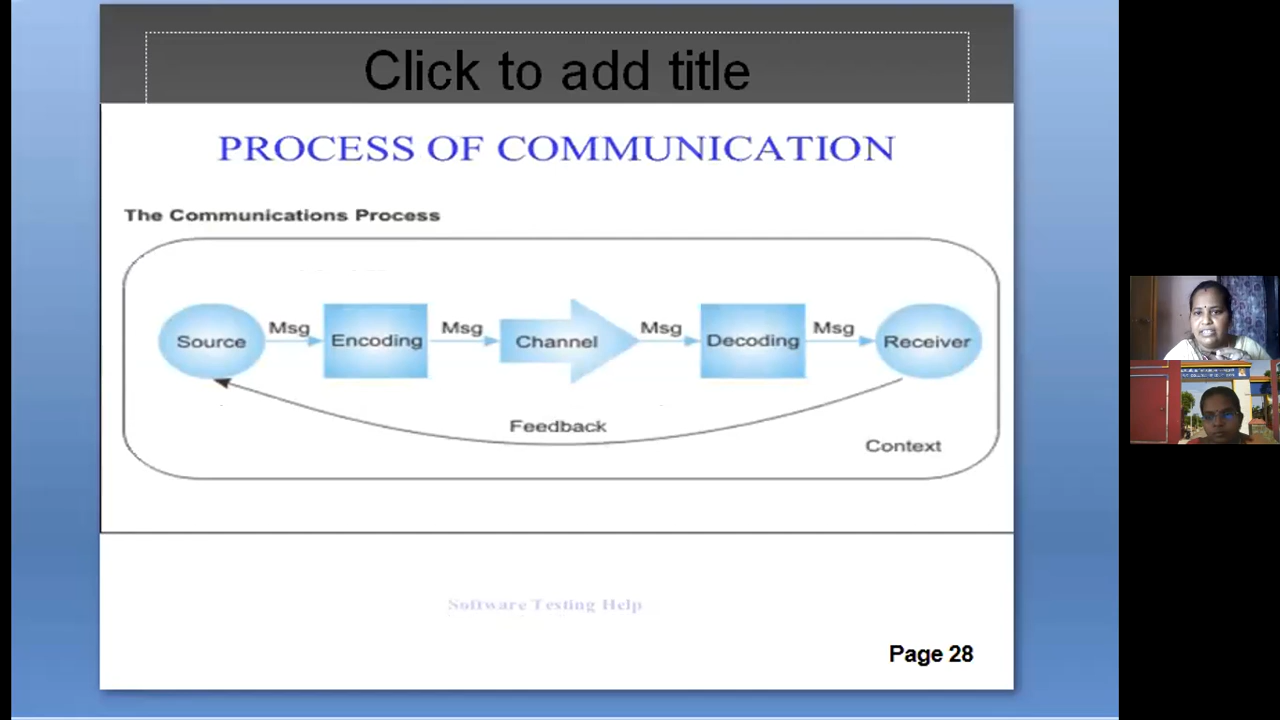 Click to add title
PROCESS OF COMMUNICATION
The Communications Process
Source Msg Encoding Msg Channel Msg Decoding Msg Receiver
Feedback
Context
Software Testing Help
Page 28